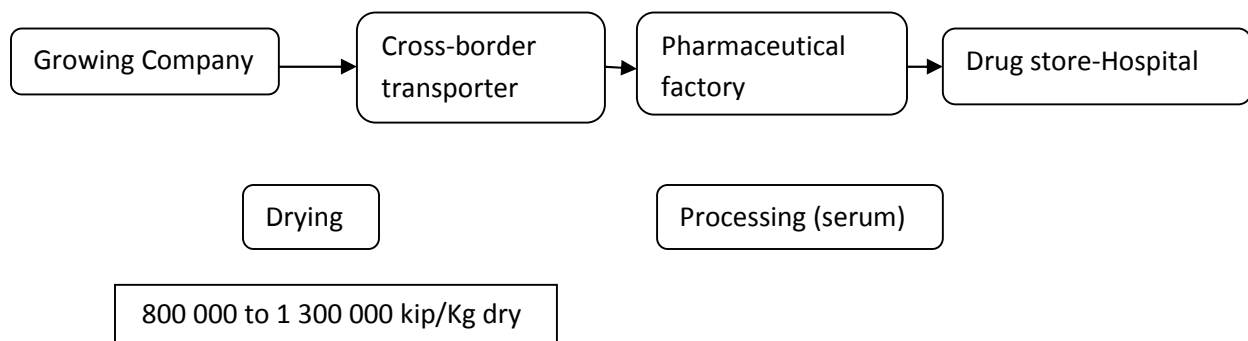 Growing Company
Cross-border
transporter
Pharmaceutical
factory
Drug store-Hospital
Drying
Processing (serum)
800 000 to 1 300 000 kip/Kg dry